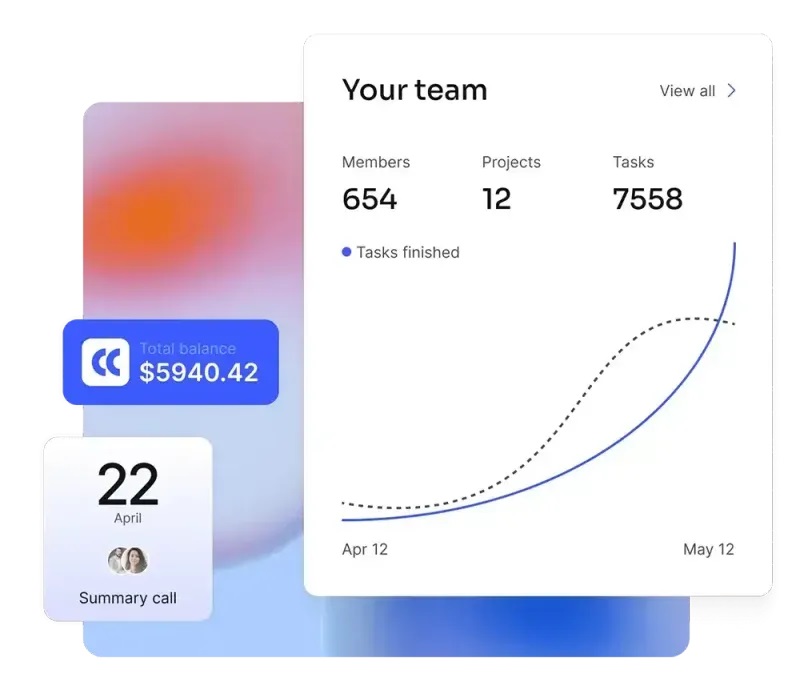 Your team
View all
Members Projects Tasks
654 12 7558
Tasks finished
Total balance
$5940.42
22
April
Summary call
Apr 12 May 12